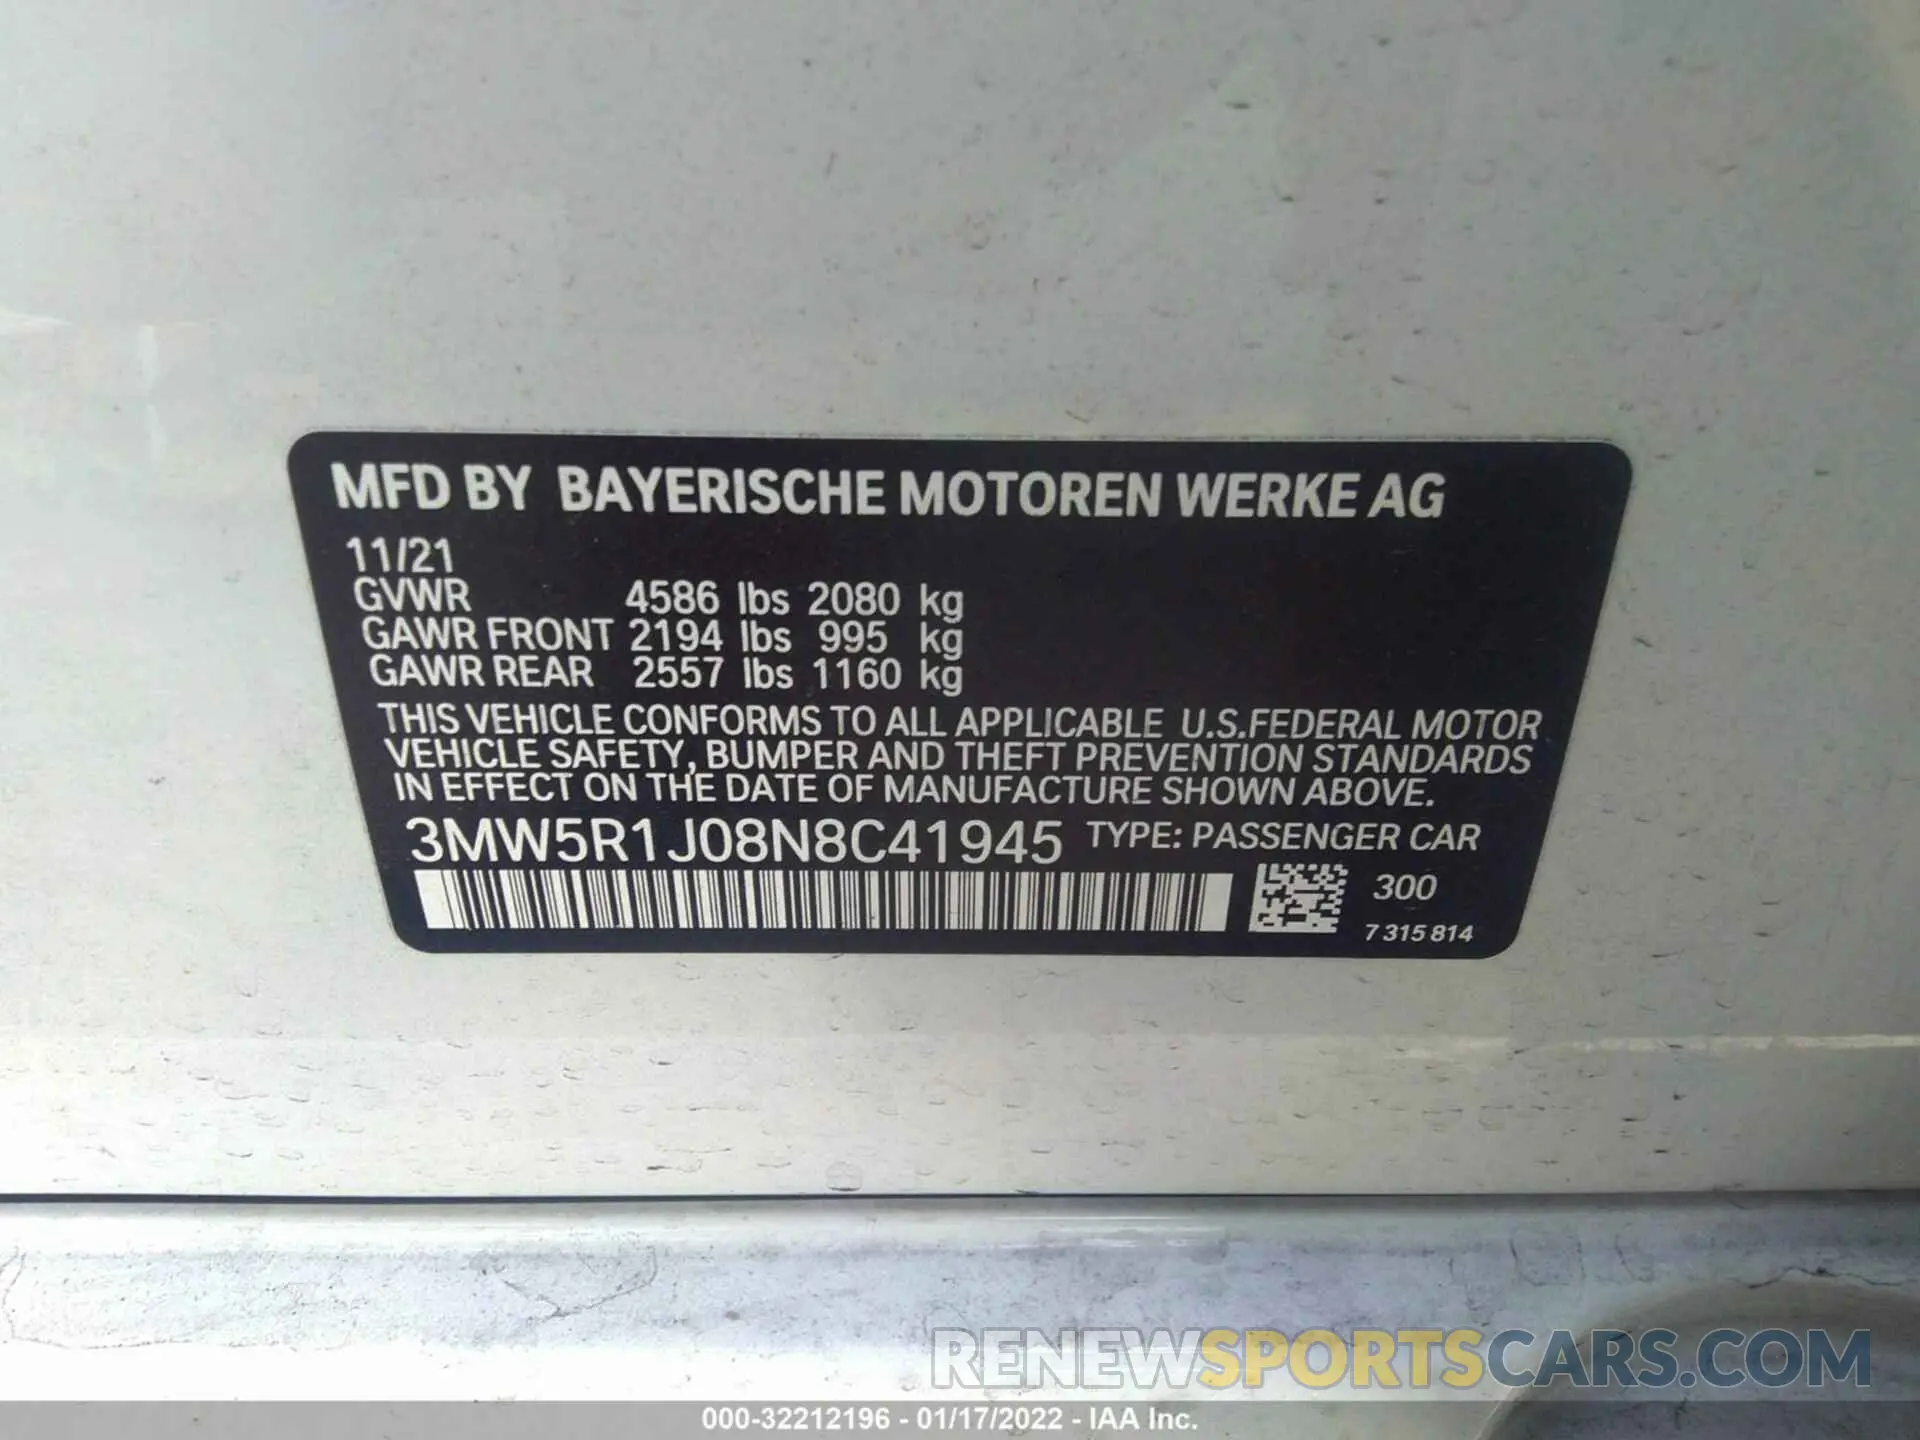 MFD BY BAYERISCHE MOTOREN WERKE AG
11/21
GVWR 4586 lbs 2080 kg
GAWR FRONT 2194 lbs 995 kg
GAWR REAR 2557 lbs 1160 kg
THIS VEHICLE CONFORMS TO ALL APPLICABLE U.S.FEDERAL MOTOR
VEHICLE SAFETY, BUMPER AND THEFT PREVENTION STANDARDS
IN EFFECT ON THE DATE OF MANUFACTURE SHOWN ABOVE.
3MW5R1J08N8C41945 TYPE: PASSENGER CAR
300
7 315 814
RENEWSPORTSCARS.COM
000-32212196 - 01/17/2022 - IAA Inc.